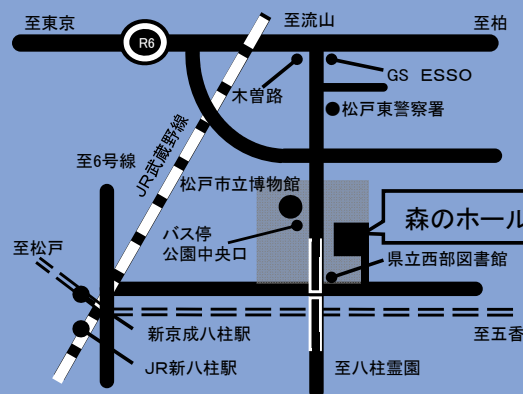 至東京
至流山
至柏
R6
木曽路
GS ESSO
松戸東警察署
JR武蔵野線
至6号線
松戸市立博物館
バス停
公園中央口
森のホール
至松戸
県立西部図書館
新京成八柱駅
至五香
JR新八柱駅
至八柱霊園